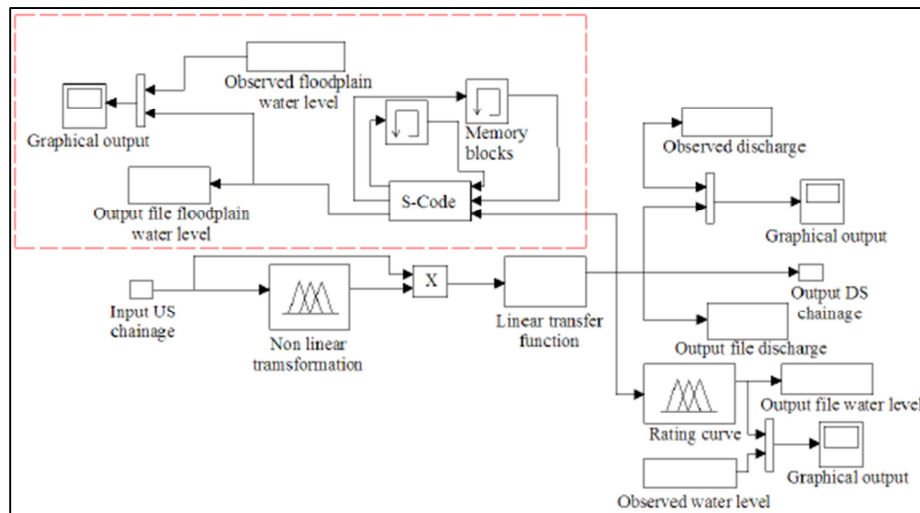 Observed floodplain
water level
Graphical output
Memory
blocks
Output file floodplain
water level
S-Code
Observed discharge
Graphical output
Input US
chainage
X
Non linear
transformation
Linear transfer
function
Output DS
chainage
Output file discharge
Rating curve
Output file water level
Graphical output
Observed water level